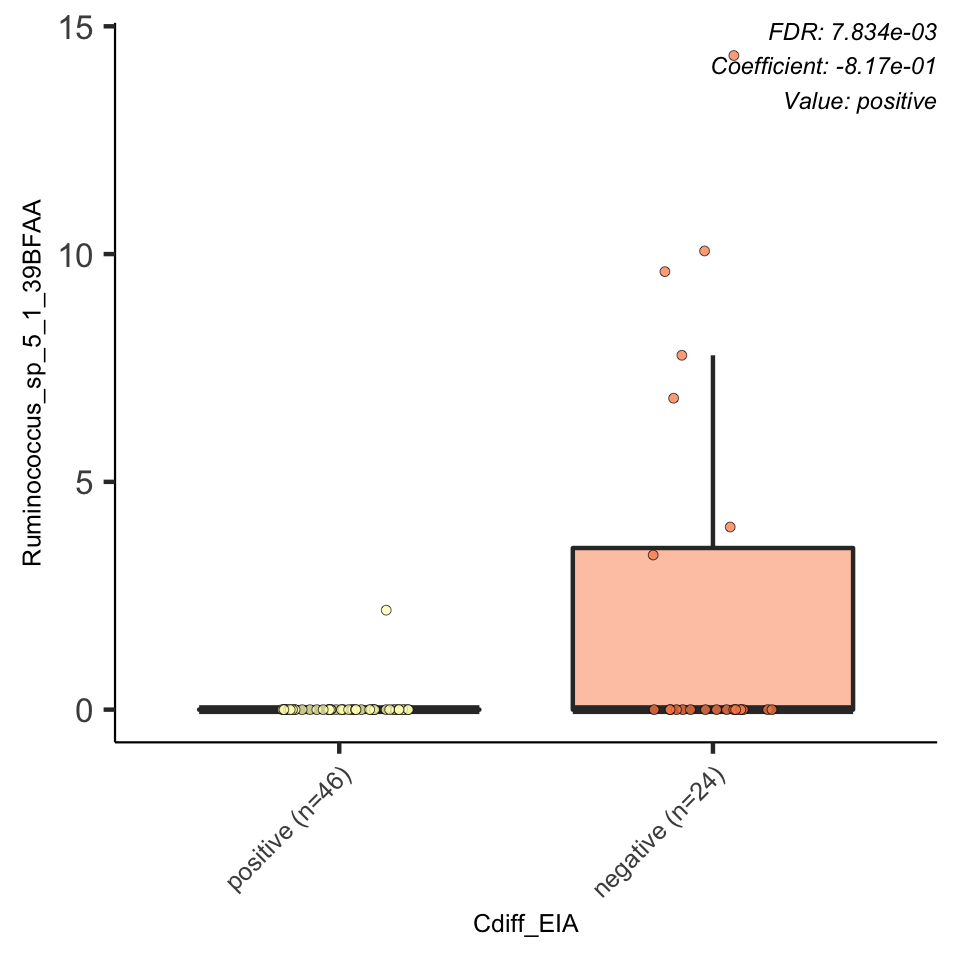 FDR: 7.834e-03
Coefficient: -8.17e-01
Value: positive
15
10
5
0
Ruminococcus_sp_5_1_39BFAA
positive (n=46)
negative (n=24)
Cdiff_EIA